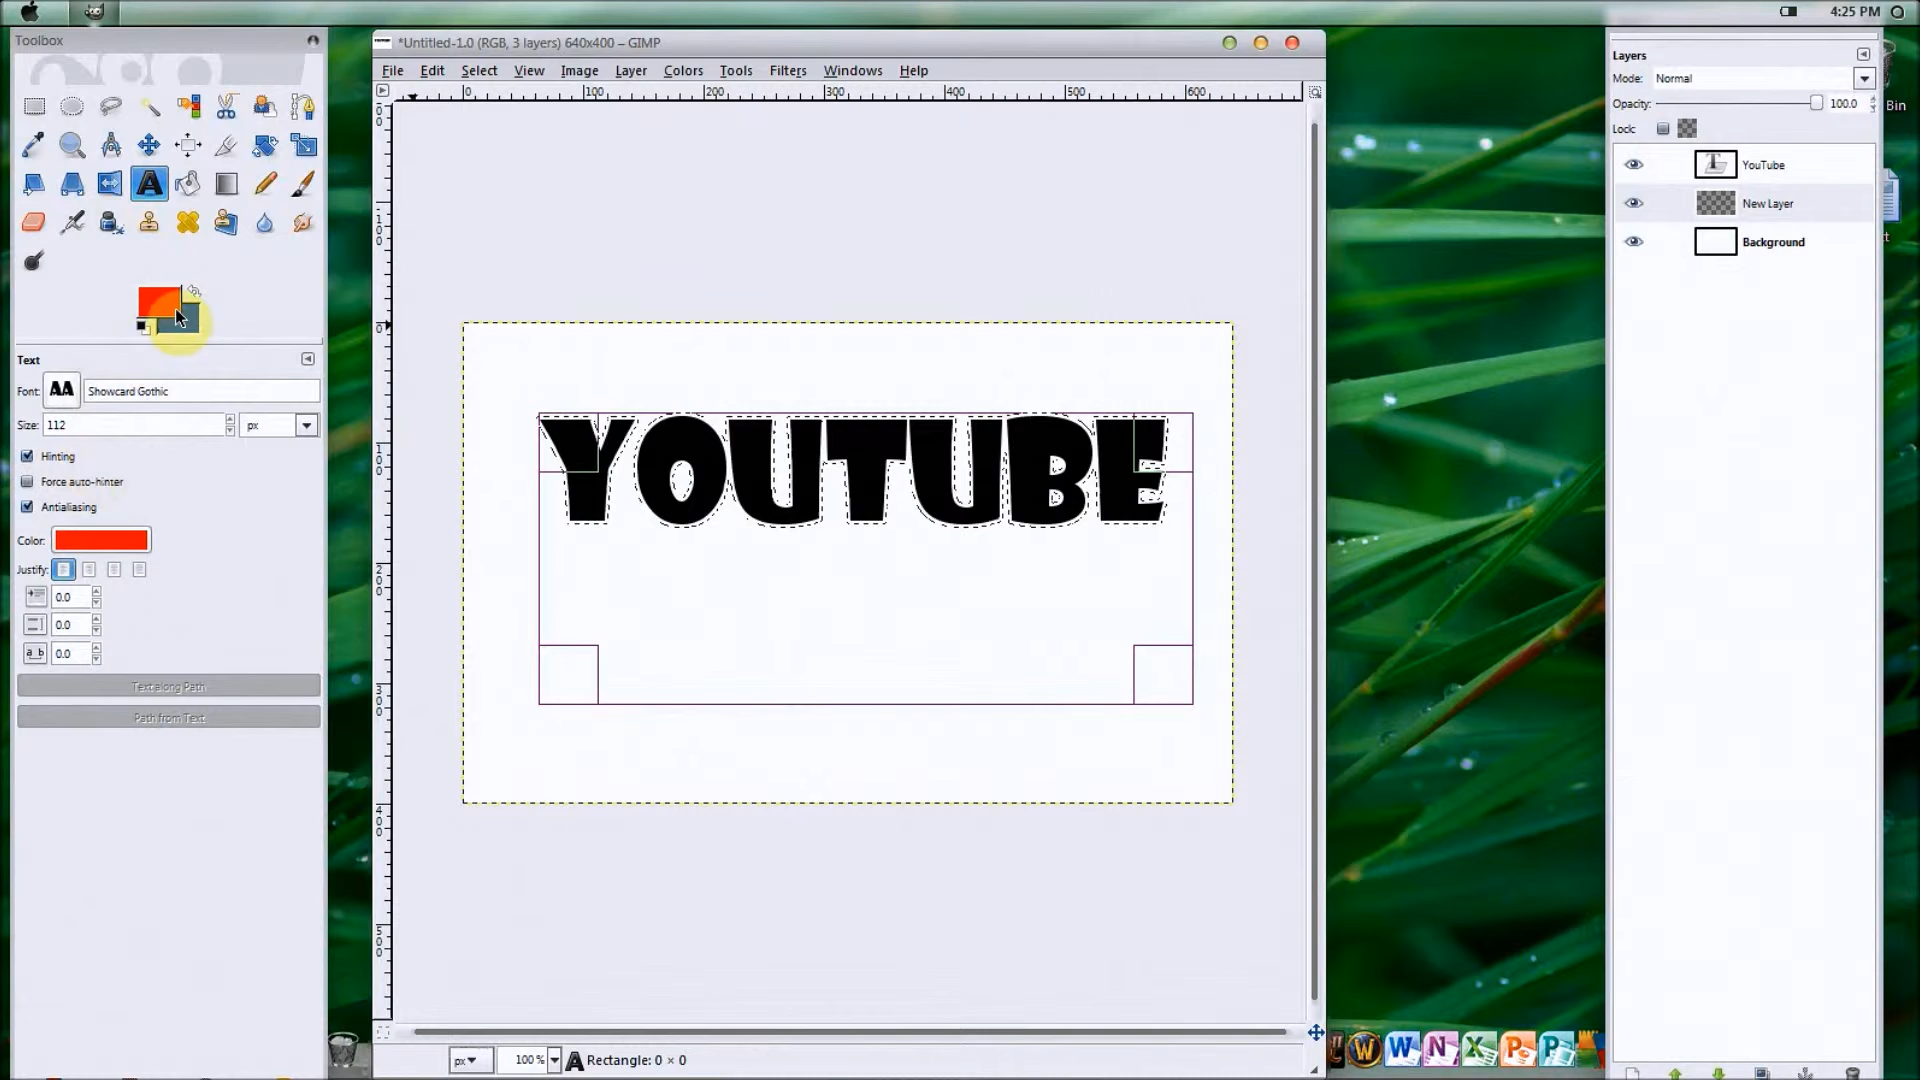 4:25 PM
Toolbox
*Untitled-1.0 (RGB, 3 layers) 640x400 – GIMP
File Edit Select View Image Layer Colors Tools Filters Windows Help
0 100 200 300 400 500 600
Layers
Mode: Normal
Opacity: 100.0
Bin
Lock:
YouTube
New Layer
Background
Text
Font: AA Showcard Gothic
Size: 112 px
Hinting
Force auto-hinter
Antialiasing
Color:
Justify:
0.0
0.0
a b 0.0
Text along Path
Path from Text
YOUTUBE
px 100 % A Rectangle: 0 × 0